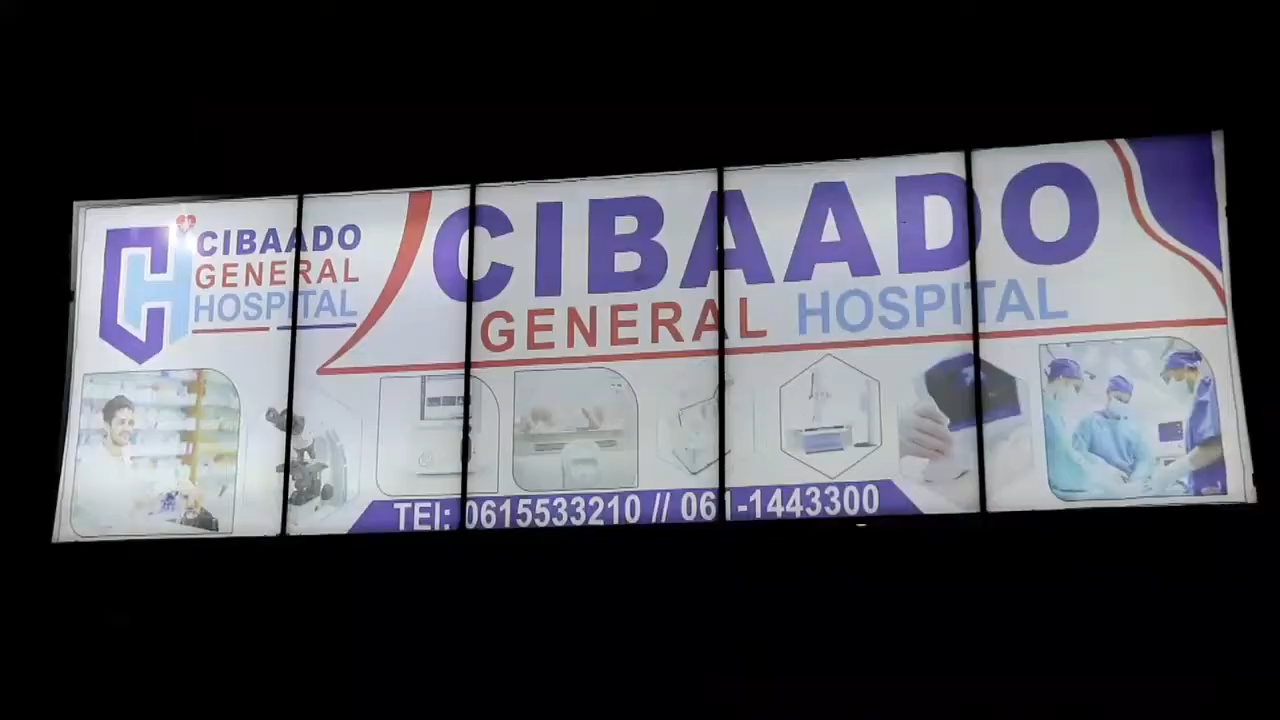 CIBAADO
GENERAL
HOSPITAL
CIBAADO
GENERAL HOSPITAL
TEl: 0615533210 // 061-1443300